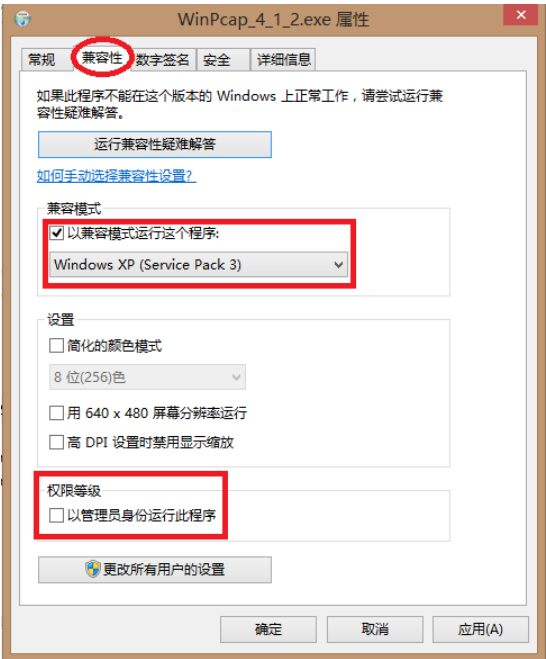 WinPcap_4_1_2.exe 属性
常规 兼容性 数字签名 安全 详细信息
如果此程序不能在这个版本的 Windows 上正常工作，请尝试运行兼
容性疑难解答。
运行兼容性疑难解答
如何手动选择兼容性设置?
兼容模式
以兼容模式运行这个程序:
Windows XP (Service Pack 3)
设置
简化的颜色模式
8 位(256)色
用 640 x 480 屏幕分辨率运行
高 DPI 设置时禁用显示缩放
权限等级
以管理员身份运行此程序
更改所有用户的设置
确定 取消 应用(A)